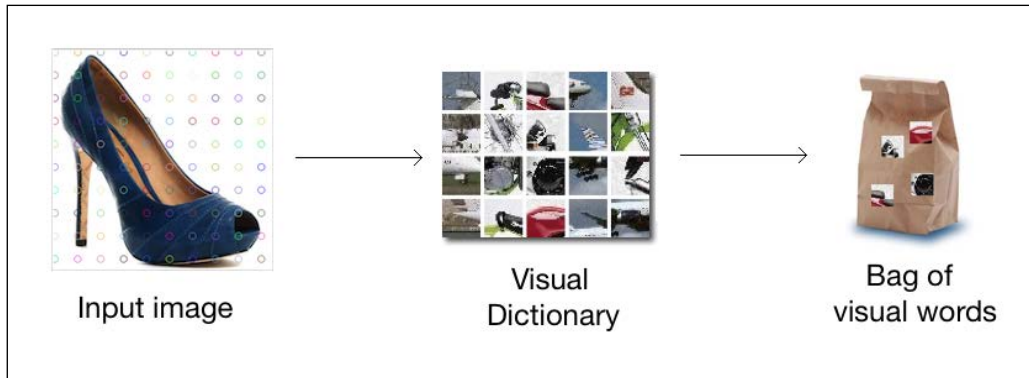 Input image
Visual
Dictionary
Bag of
visual words